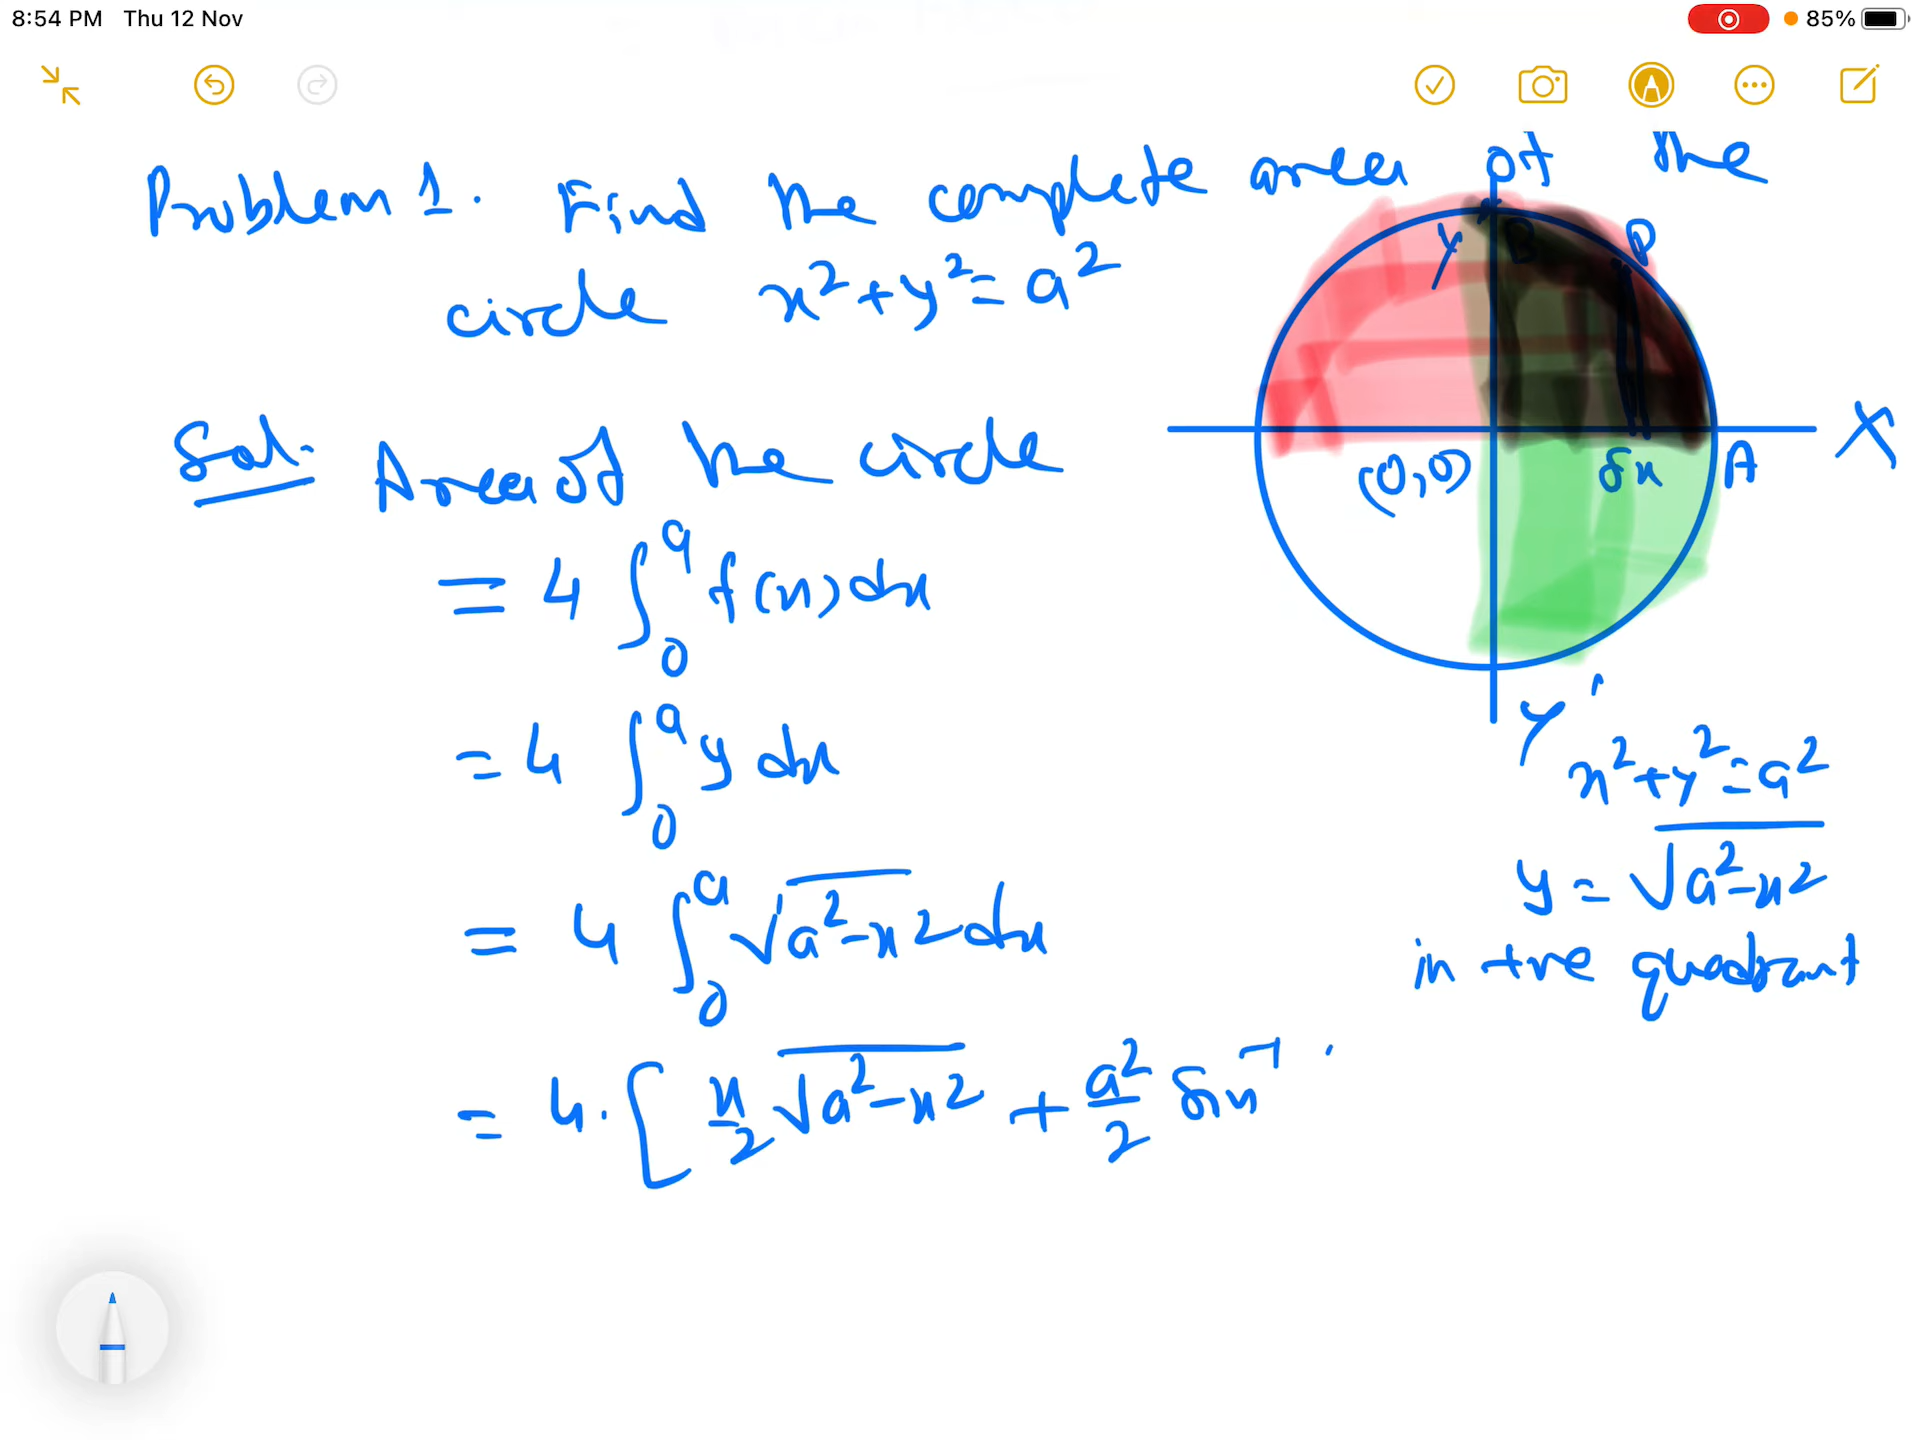 8:54 PM Thu 12 Nov 85%
Problem 1. Find the complete area of the
circle x²+y²=a²
Y B P
Sol. Area of the circle
X
(0,0) δx A
= 4 ∫₀ᵃ f(x)dx
Y'
= 4 ∫₀ᵃ y dx
x²+y²=a²
= 4 ∫₀ᵃ √(a²-x²) dx
y = √(a²-x²)
in +ve quadrant
= 4. [ x/2 √(a²-x²) + a²/2 sin⁻¹